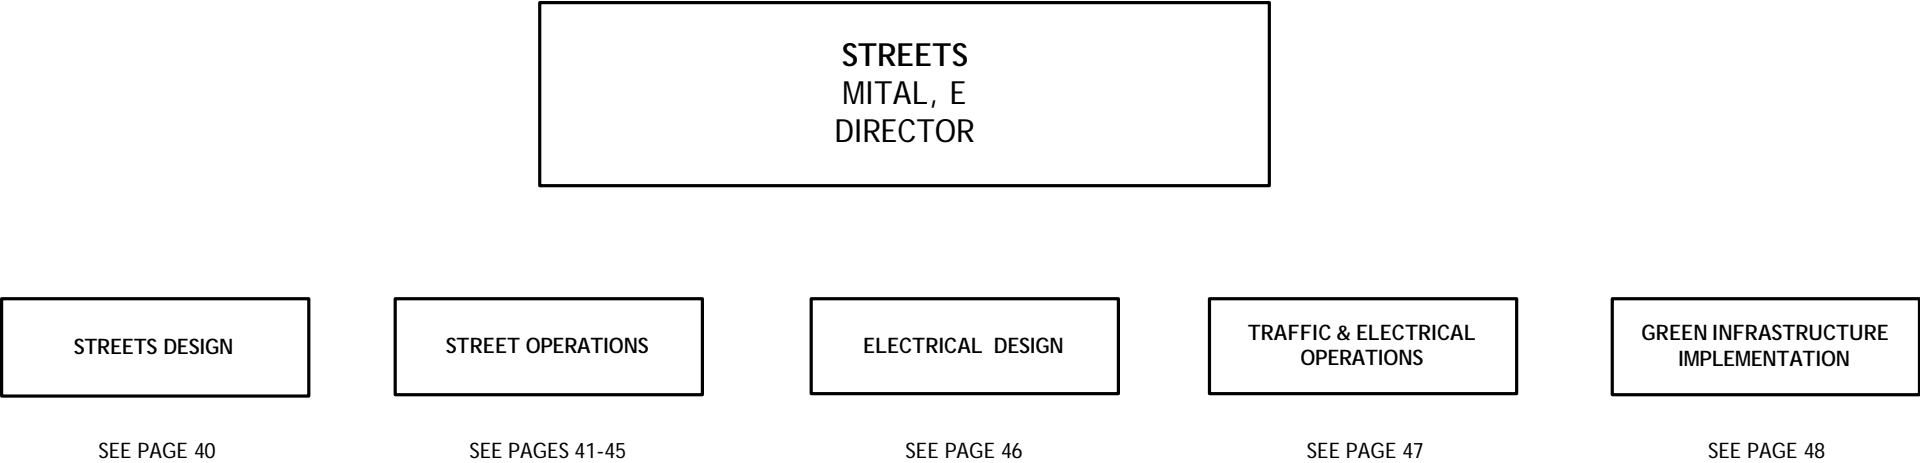 STREETS
MITAL, E
DIRECTOR
STREETS DESIGN
STREET OPERATIONS
ELECTRICAL DESIGN
TRAFFIC & ELECTRICAL
OPERATIONS
GREEN INFRASTRUCTURE
IMPLEMENTATION
SEE PAGE 40
SEE PAGES 41-45
SEE PAGE 46
SEE PAGE 47
SEE PAGE 48